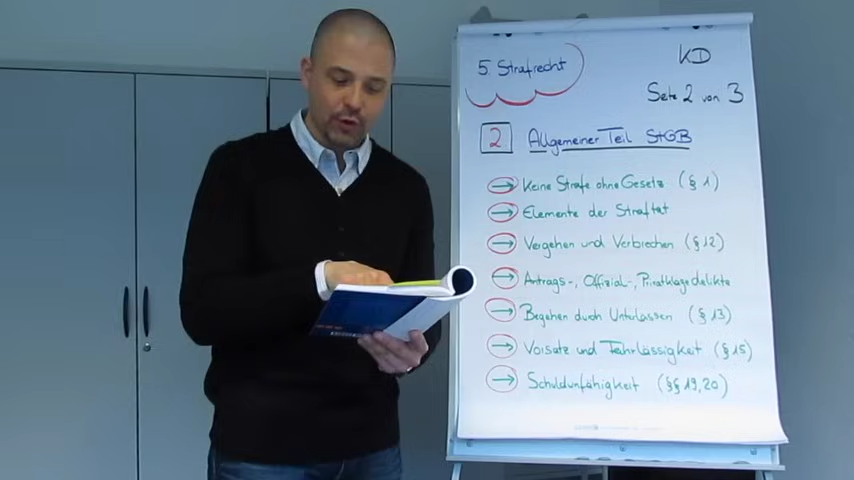 5 Strafrecht
KD
Seite 2 von 3
2 Allgemeiner Teil StGB
→ Keine Strafe ohne Gesetz (§ 1)
→ Elemente der Straftat
→ Vergehen und Verbrechen (§ 12)
→ Antrags-, Offizial-, Privatklagedelikte
→ Begehen durch Unterlassen (§ 13)
→ Vorsatz und Fahrlässigkeit (§ 15)
→ Schuldunfähigkeit (§§ 19, 20)